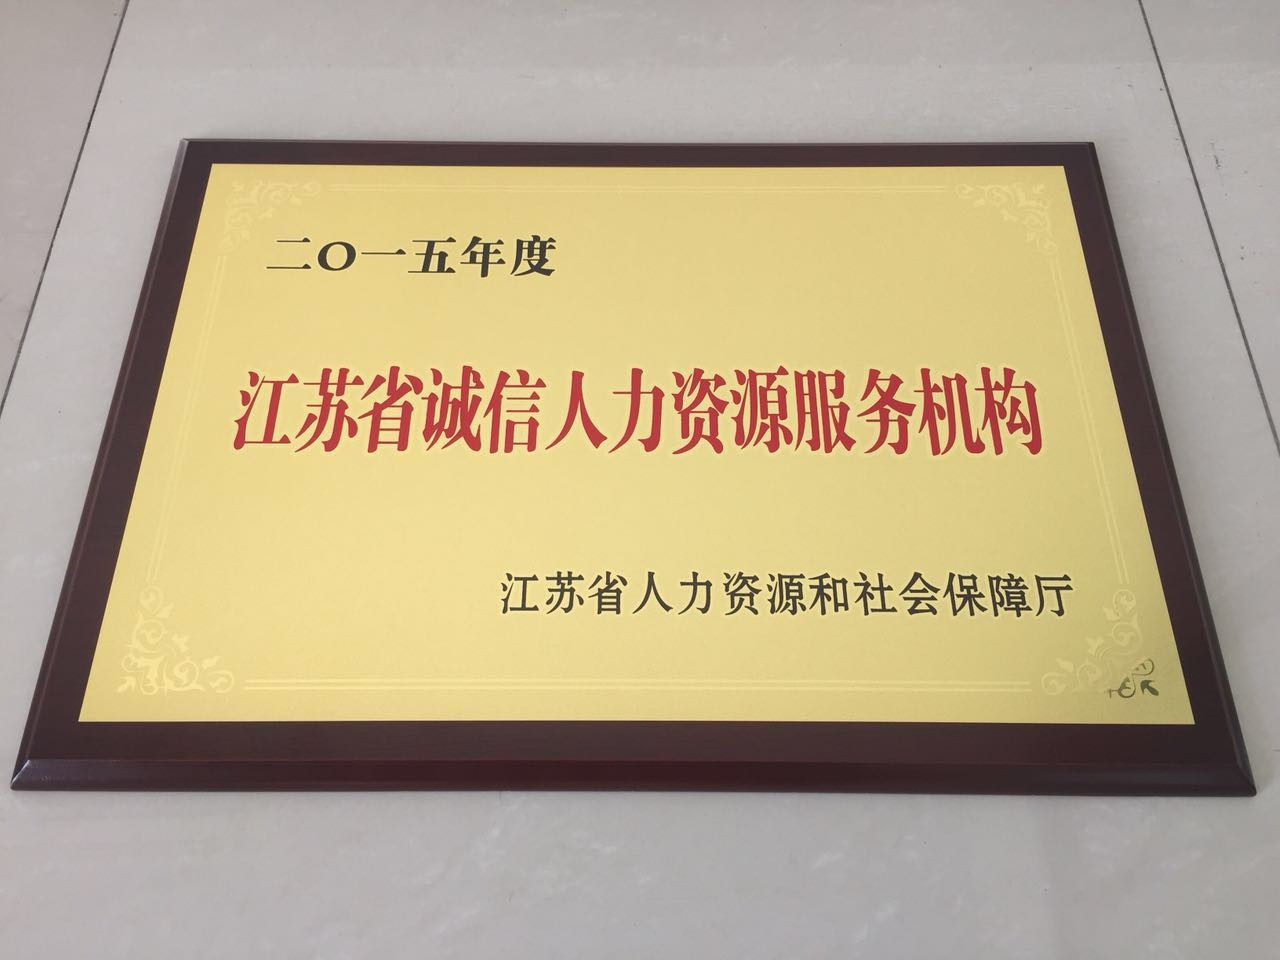 二〇一五年度
江苏省诚信人力资源服务机构
江苏省人力资源和社会保障厅